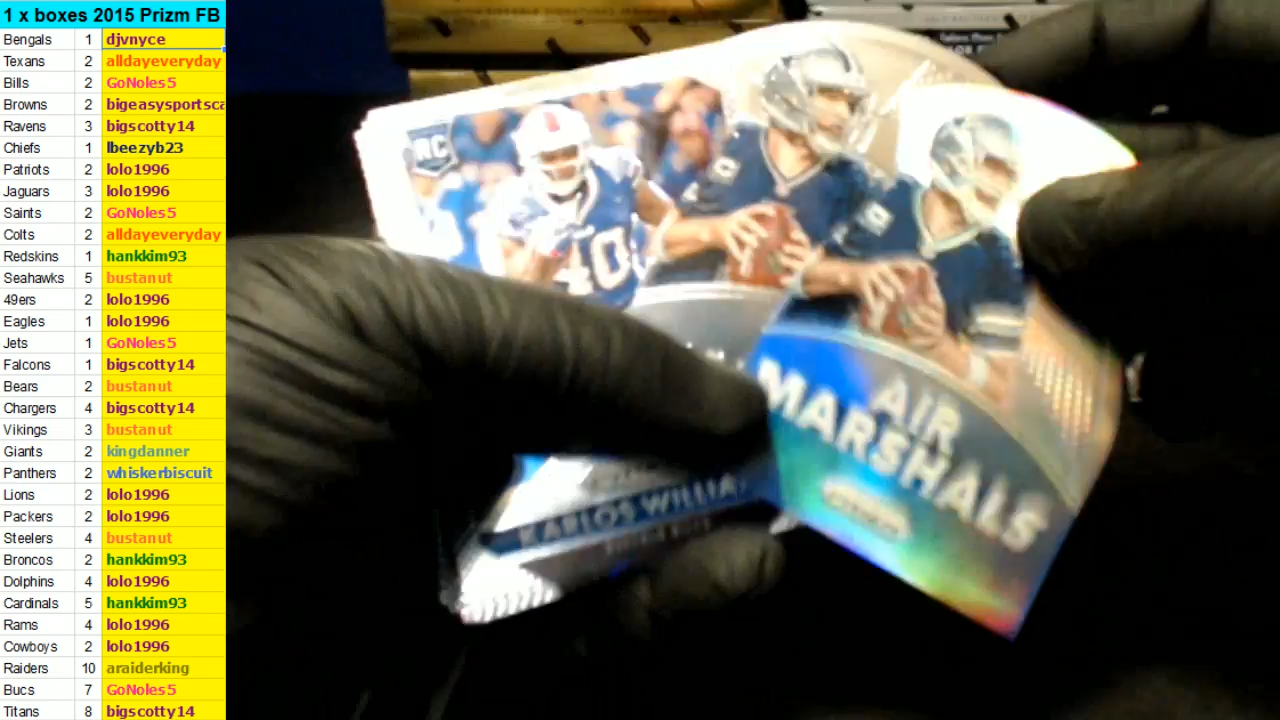 1 x boxes 2015 Prizm FB
Bengals 1 djvnyce
Texans 2 alldayeveryday
Bills 2 GoNoles5
Browns 2 bigeasysportsca
Ravens 3 bigscotty14
Chiefs 1 lbeezyb23
Patriots 2 lolo1996
Jaguars 3 lolo1996
Saints 2 GoNoles5
Colts 2 alldayeveryday
Redskins 1 hankkim93
Seahawks 5 bustanut
49ers 2 lolo1996
Eagles 1 lolo1996
Jets 1 GoNoles5
Falcons 1 bigscotty14
Bears 2 bustanut
Chargers 4 bigscotty14
Vikings 3 bustanut
Giants 2 kingdanner
Panthers 2 whiskerbiscuit
Lions 2 lolo1996
Packers 2 lolo1996
Steelers 4 bustanut
Broncos 2 hankkim93
Dolphins 4 lolo1996
Cardinals 5 hankkim93
Rams 4 lolo1996
Cowboys 2 lolo1996
Raiders 10 araiderking
Bucs 7 GoNoles5
Titans 8 bigscotty14
RC
40
AIR
MARSHALS
KARLOS WILLIA